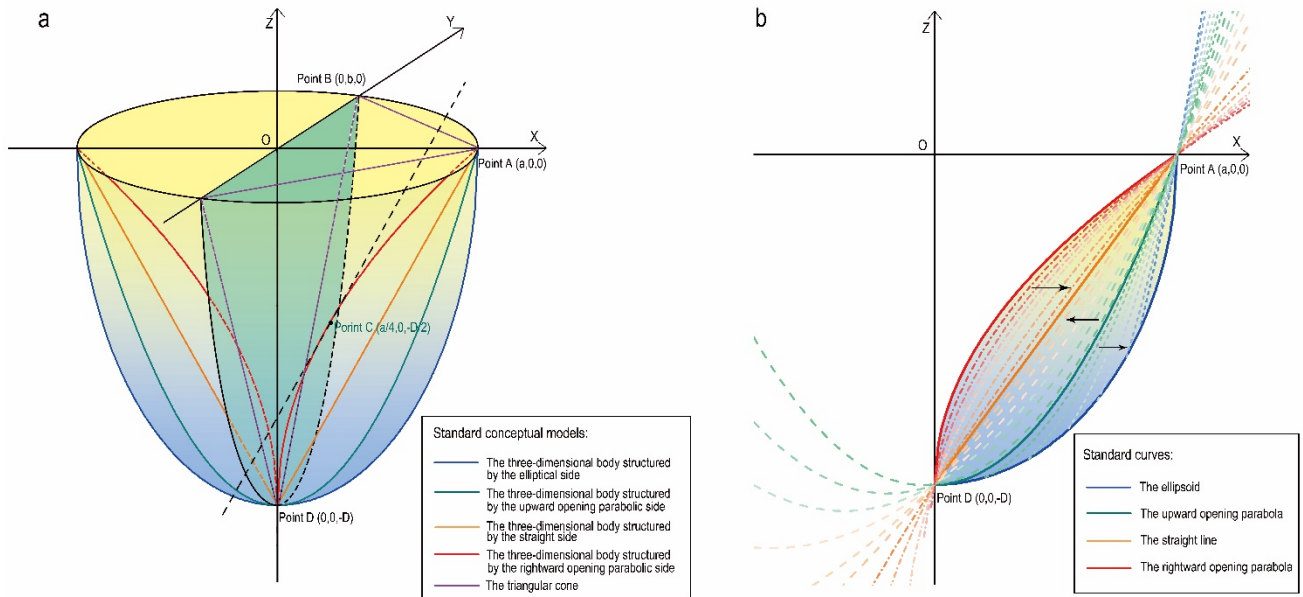 a
Z
Y
Point B (0,b,0)
O
X
Point A (a,0,0)
Porint C (a/4,0,-D/2)
Point D (0,0,-D)
Standard conceptual models:
The three-dimensional body structured
by the elliptical side
The three-dimensional body structured
by the upward opening parabolic side
The three-dimensional body structured
by the straight side
The three-dimensional body structured
by the rightward opening parabolic side
The triangular cone
b
Z
O
X
Point A (a,0,0)
Point D (0,0,-D)
Standard curves:
The ellipsoid
The upward opening parabola
The straight line
The rightward opening parabola